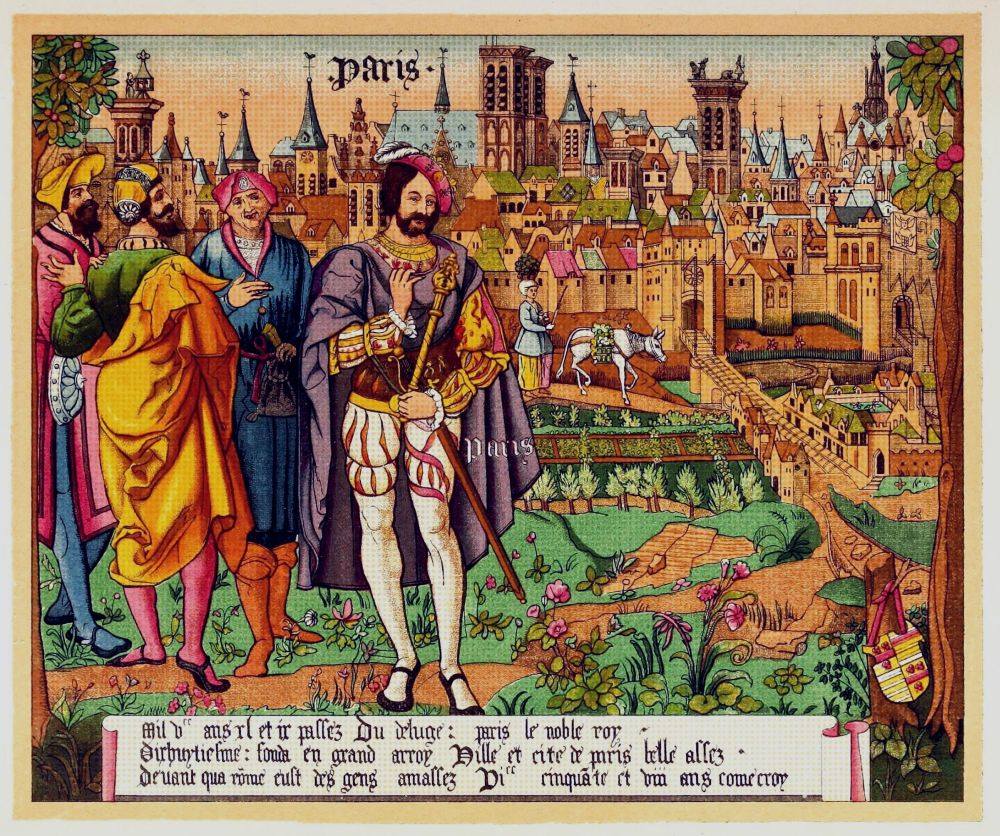 ·paris·
paris
Mil vᶜᶜ ans xl et ix passez Du deluge : paris le noble roy ·
Dixhuytiesme : fonda en grand arroy Ville et cite de paris belle assez ·
Devant qua rōme eust des gens amassez Viᶜᶜ cinquāte et viii ans come croy